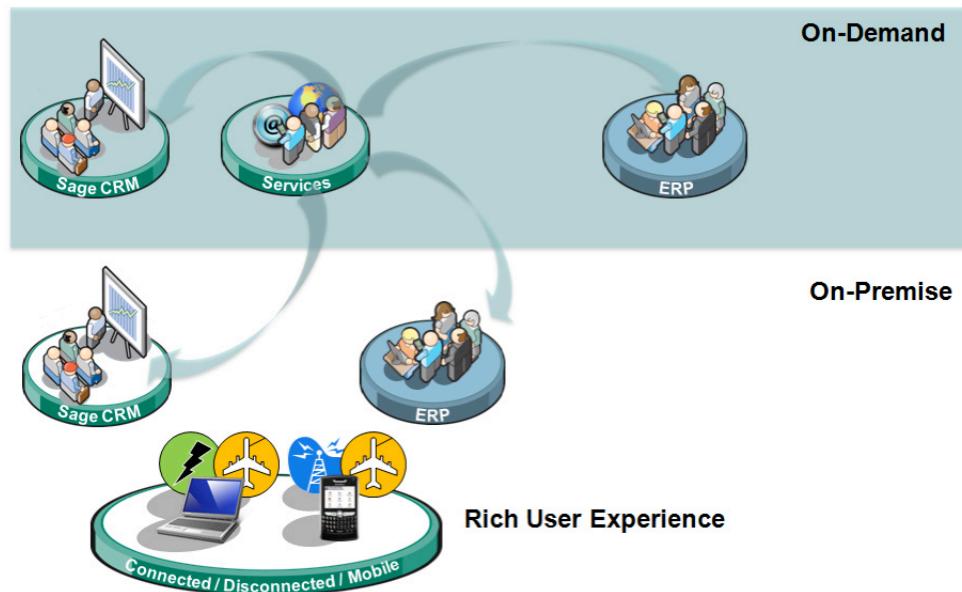 On-Demand
Sage CRM
Services
ERP
@
On-Premise
Sage CRM
ERP
Rich User Experience
Connected / Disconnected / Mobile